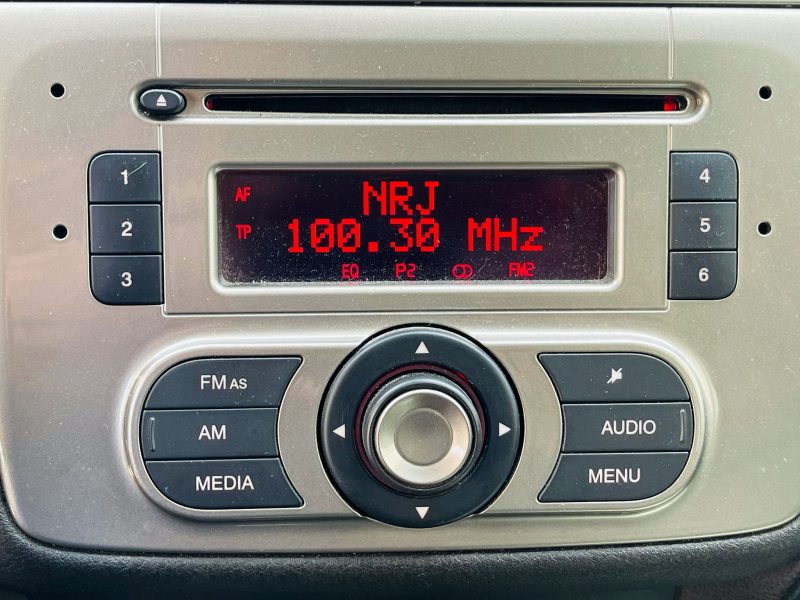 1
2
3
AF
NRJ
TP
100.30 MHz
EQ P2 FM2
4
5
6
FM AS
AM
MEDIA
AUDIO
MENU